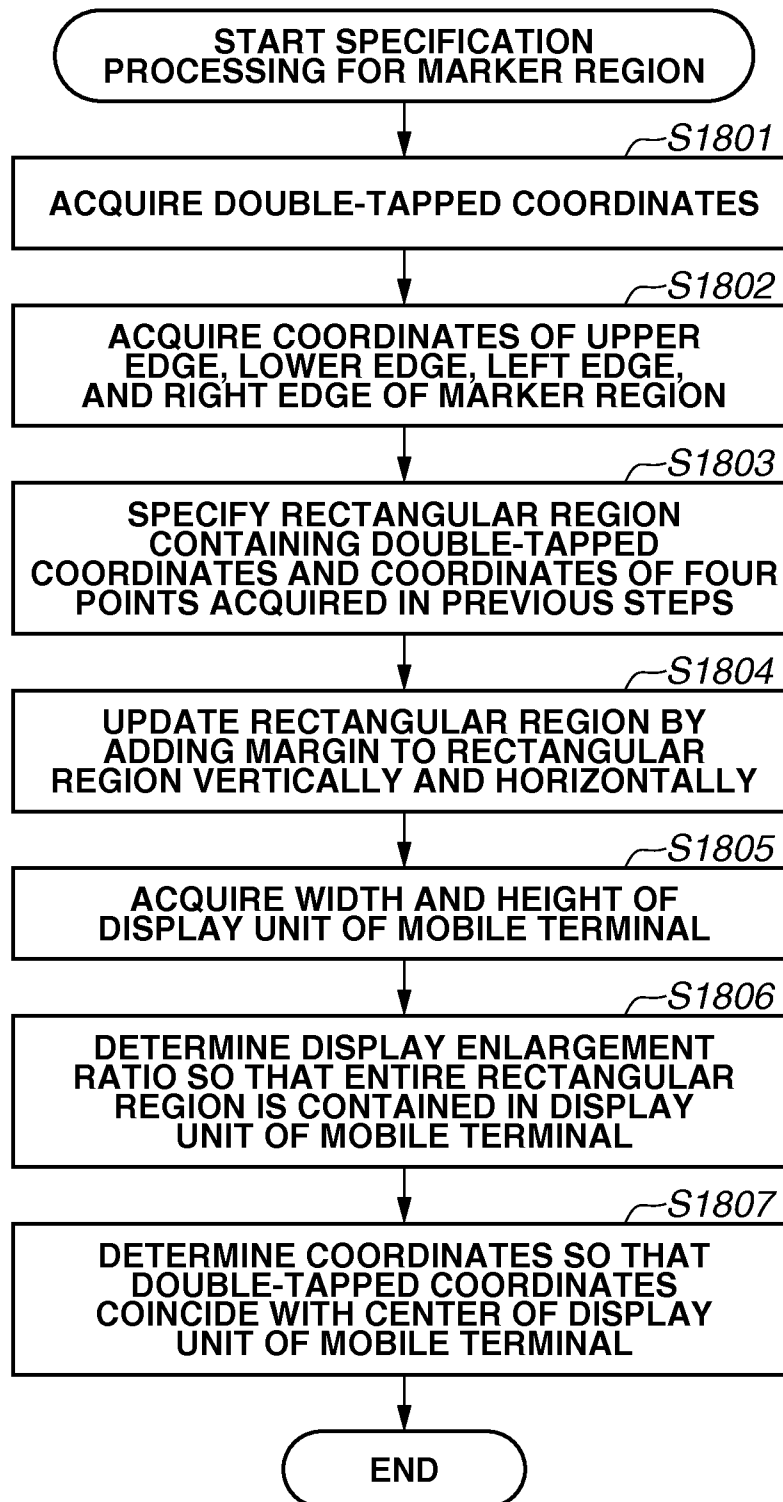 START SPECIFICATION
PROCESSING FOR MARKER REGION
S1801
ACQUIRE DOUBLE-TAPPED COORDINATES
S1802
ACQUIRE COORDINATES OF UPPER
EDGE, LOWER EDGE, LEFT EDGE,
AND RIGHT EDGE OF MARKER REGION
S1803
SPECIFY RECTANGULAR REGION
CONTAINING DOUBLE-TAPPED
COORDINATES AND COORDINATES OF FOUR
POINTS ACQUIRED IN PREVIOUS STEPS
S1804
UPDATE RECTANGULAR REGION BY
ADDING MARGIN TO RECTANGULAR
REGION VERTICALLY AND HORIZONTALLY
S1805
ACQUIRE WIDTH AND HEIGHT OF
DISPLAY UNIT OF MOBILE TERMINAL
S1806
DETERMINE DISPLAY ENLARGEMENT
RATIO SO THAT ENTIRE RECTANGULAR
REGION IS CONTAINED IN DISPLAY
UNIT OF MOBILE TERMINAL
S1807
DETERMINE COORDINATES SO THAT
DOUBLE-TAPPED COORDINATES
COINCIDE WITH CENTER OF DISPLAY
UNIT OF MOBILE TERMINAL
END